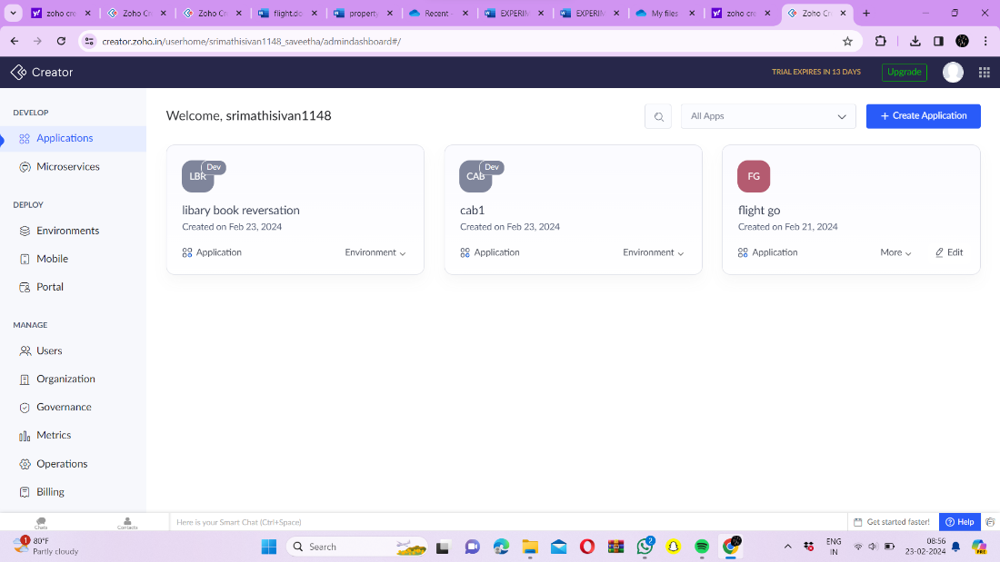 zoho cre
Zoho Cr
Zoho Cr
flight.do
property
Recent -
EXPERIM
EXPERIM
My files
zoho cre
Zoho Cre
creator.zoho.in/userhome/srimathisivan1148_saveetha/admindashboard#/
Creator
TRIAL EXPIRES IN 13 DAYS
Upgrade
DEVELOP
Applications
Microservices
DEPLOY
Environments
Mobile
Portal
MANAGE
Users
Organization
Governance
Metrics
Operations
Billing
Welcome, srimathisivan1148
All Apps
+ Create Application
LBR
Dev
libary book reversation
Created on Feb 23, 2024
Application
Environment
CAB
Dev
cab1
Created on Feb 23, 2024
Application
Environment
FG
flight go
Created on Feb 21, 2024
Application
More
Edit
Chats
Contacts
Here is your Smart Chat (Ctrl+Space)
Get started faster!
Help
1
80°F
Partly cloudy
Search
2
ENG
IN
08:56
23-02-2024
PRE